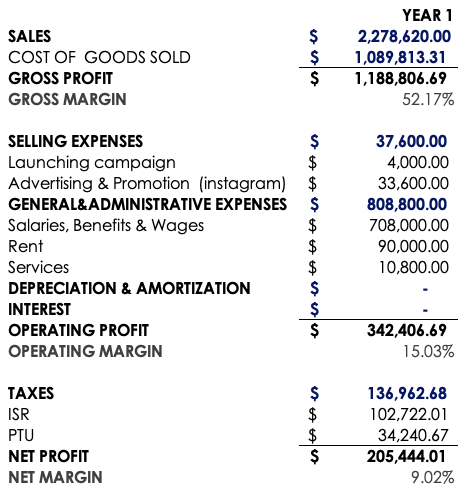 YEAR 1
SALES $ 2,278,620.00
COST OF GOODS SOLD $ 1,089,813.31
GROSS PROFIT $ 1,188,806.69
GROSS MARGIN 52.17%
SELLING EXPENSES $ 37,600.00
Launching campaign $ 4,000.00
Advertising & Promotion (instagram) $ 33,600.00
GENERAL&ADMINISTRATIVE EXPENSES $ 808,800.00
Salaries, Benefits & Wages $ 708,000.00
Rent $ 90,000.00
Services $ 10,800.00
DEPRECIATION & AMORTIZATION $ -
INTEREST $ -
OPERATING PROFIT $ 342,406.69
OPERATING MARGIN 15.03%
TAXES $ 136,962.68
ISR $ 102,722.01
PTU $ 34,240.67
NET PROFIT $ 205,444.01
NET MARGIN 9.02%